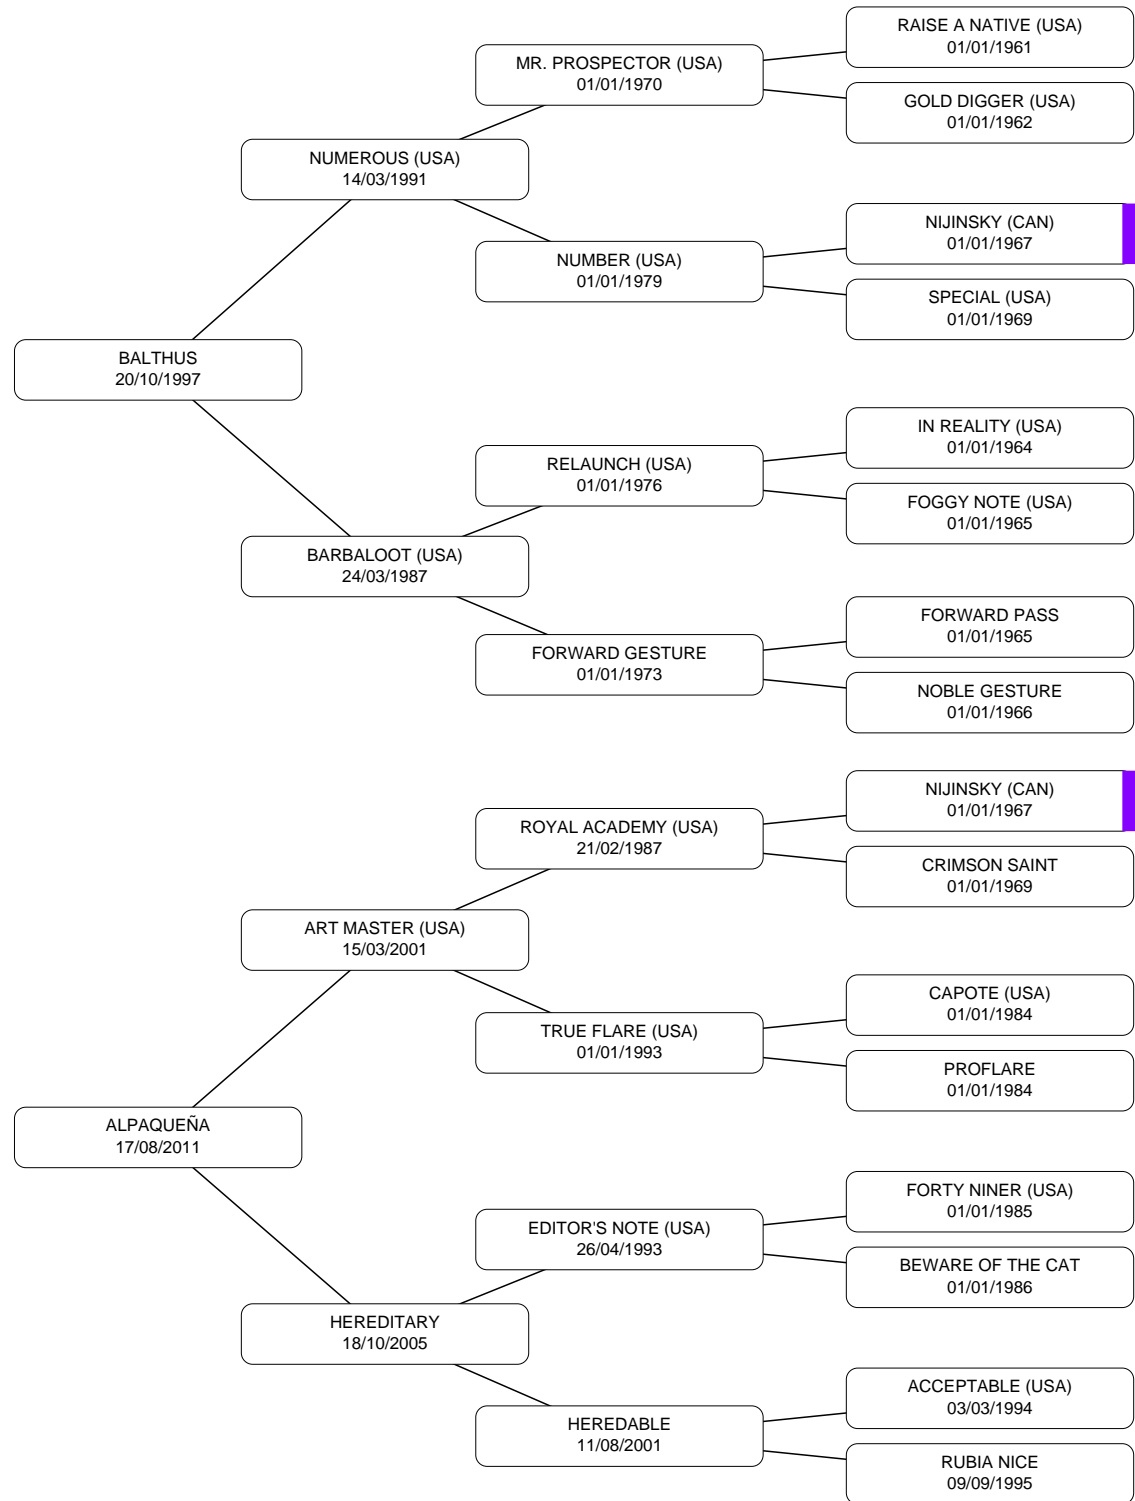 RAISE A NATIVE (USA)
01/01/1961
MR. PROSPECTOR (USA)
01/01/1970
GOLD DIGGER (USA)
01/01/1962
NUMEROUS (USA)
14/03/1991
NIJINSKY (CAN)
01/01/1967
NUMBER (USA)
01/01/1979
SPECIAL (USA)
01/01/1969
BALTHUS
20/10/1997
IN REALITY (USA)
01/01/1964
RELAUNCH (USA)
01/01/1976
FOGGY NOTE (USA)
01/01/1965
BARBALOOT (USA)
24/03/1987
FORWARD PASS
01/01/1965
FORWARD GESTURE
01/01/1973
NOBLE GESTURE
01/01/1966
NIJINSKY (CAN)
01/01/1967
ROYAL ACADEMY (USA)
21/02/1987
CRIMSON SAINT
01/01/1969
ART MASTER (USA)
15/03/2001
CAPOTE (USA)
01/01/1984
TRUE FLARE (USA)
01/01/1993
PROFLARE
01/01/1984
ALPAQUEÑA
17/08/2011
FORTY NINER (USA)
01/01/1985
EDITOR'S NOTE (USA)
26/04/1993
BEWARE OF THE CAT
01/01/1986
HEREDITARY
18/10/2005
ACCEPTABLE (USA)
03/03/1994
HEREDABLE
11/08/2001
RUBIA NICE
09/09/1995